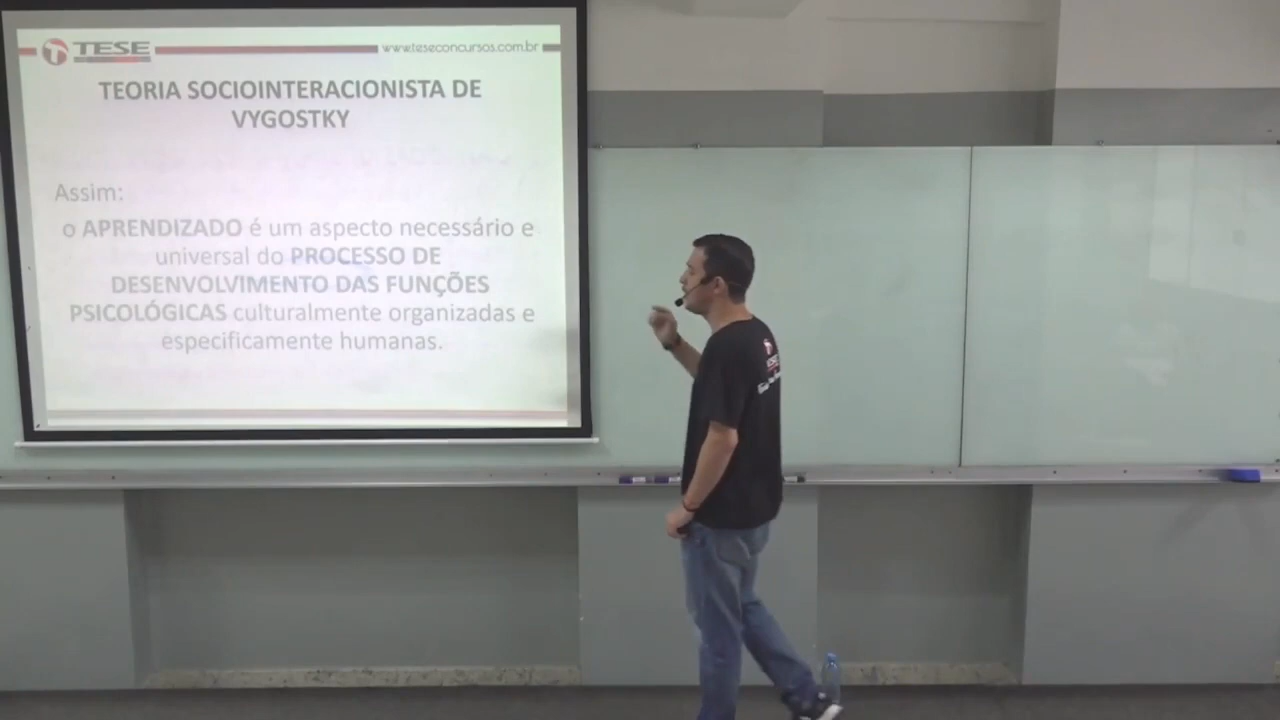 TESE
www.teseconcursos.com.br
TEORIA SOCIOINTERACIONISTA DE
VYGOSTKY
Assim:
o APRENDIZADO é um aspecto necessário e
universal do PROCESSO DE
DESENVOLVIMENTO DAS FUNÇÕES
PSICOLÓGICAS culturalmente organizadas e
especificamente humanas.
TESE